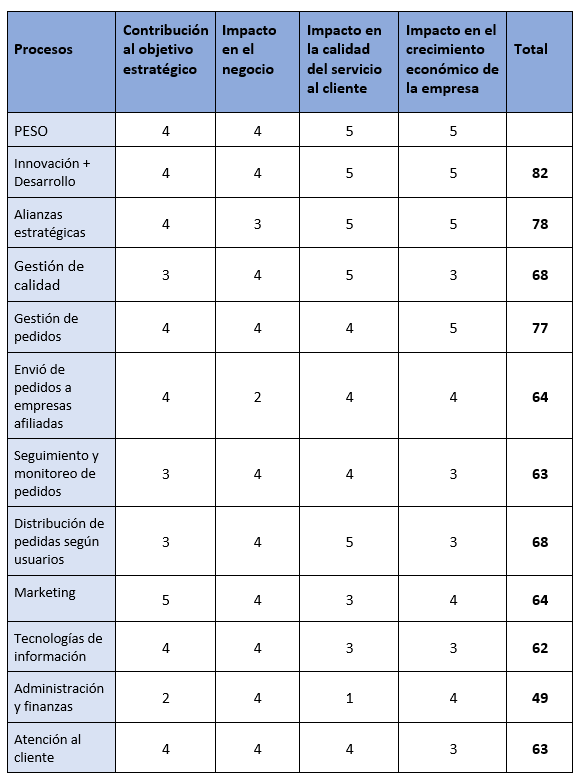 Procesos
Contribución
al objetivo
estratégico
Impacto
en el
negocio
Impacto en
la calidad
del servicio
al cliente
Impacto en el
crecimiento
económico de
la empresa
Total
PESO
4
4
5
5
Innovación +
Desarrollo
4
4
5
5
82
Alianzas
estratégicas
4
3
5
5
78
Gestión de
calidad
3
4
5
3
68
Gestión de
pedidos
4
4
4
5
77
Envió de
pedidos a
empresas
afiliadas
4
2
4
4
64
Seguimiento y
monitoreo de
pedidos
3
4
4
3
63
Distribución de
pedidas según
usuarios
3
4
5
3
68
Marketing
5
4
3
4
64
Tecnologías de
información
4
4
3
3
62
Administración
y finanzas
2
4
1
4
49
Atención al
cliente
4
4
4
3
63